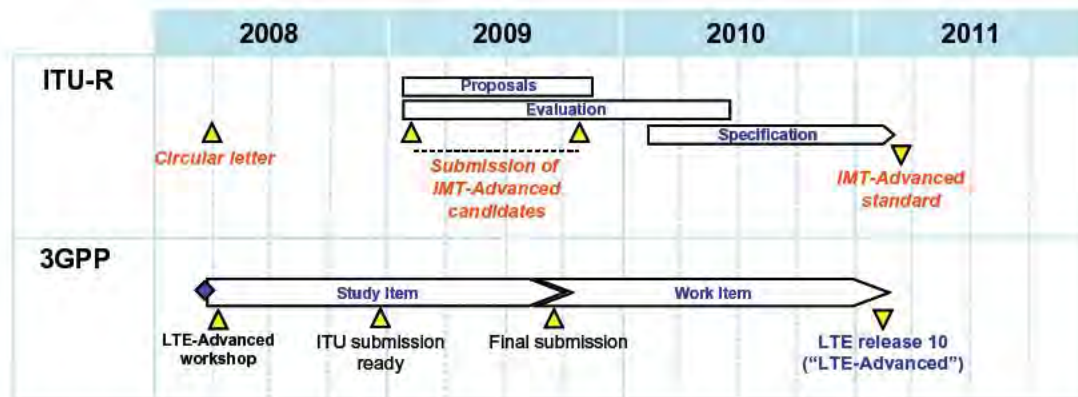 2008 2009 2010 2011
ITU-R
Proposals
Evaluation
Specification
Circular letter
Submission of
IMT-Advanced
candidates
IMT-Advanced
standard
3GPP
Study Item
Work Item
LTE-Advanced
workshop
ITU submission
ready
Final submission
LTE release 10
(“LTE-Advanced”)